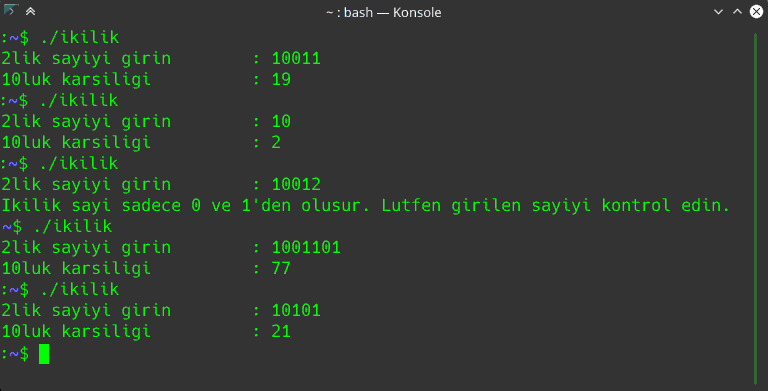 ~ : bash — Konsole
:~$ ./ikilik
2lik sayiyi girin        : 10011
10luk karsiligi          : 19
:~$ ./ikilik
2lik sayiyi girin        : 10
10luk karsiligi          : 2
:~$ ./ikilik
2lik sayiyi girin        : 10012
Ikilik sayi sadece 0 ve 1'den olusur. Lutfen girilen sayiyi kontrol edin.
~$ ./ikilik
2lik sayiyi girin        : 1001101
10luk karsiligi          : 77
:~$ ./ikilik
2lik sayiyi girin        : 10101
10luk karsiligi          : 21
:~$